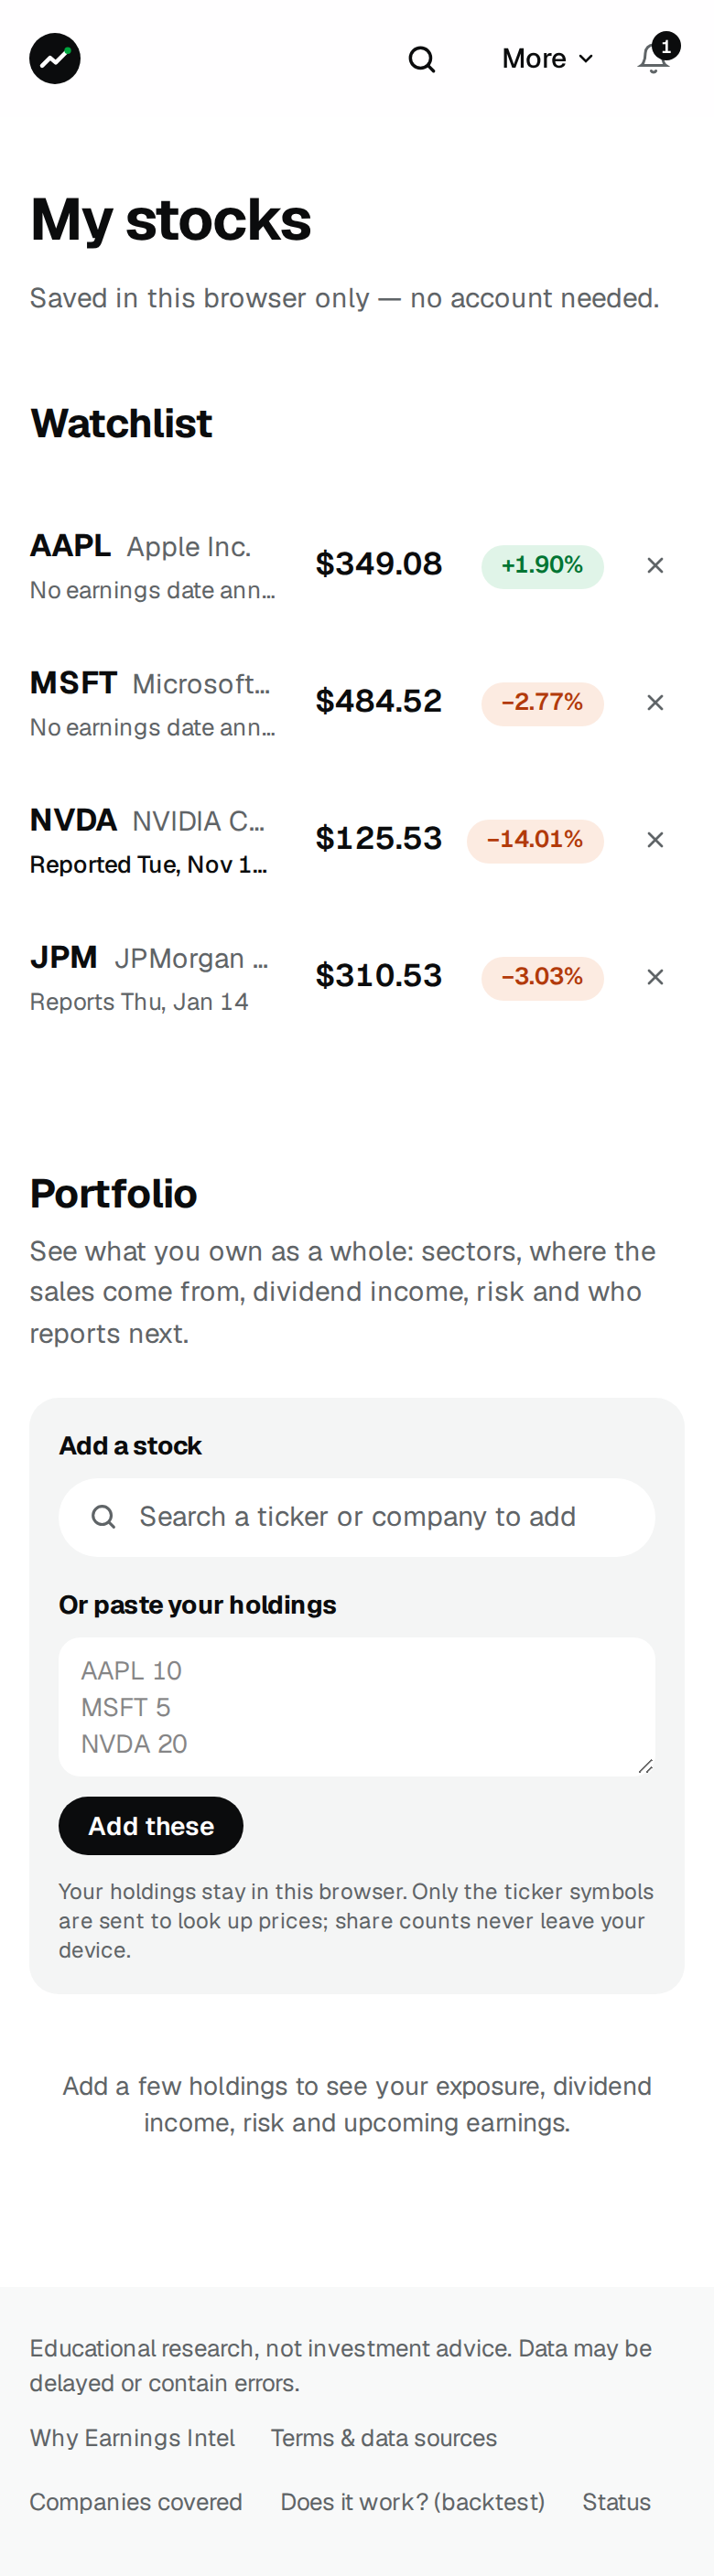 More
1
My stocks
Saved in this browser only — no account needed.
Watchlist
AAPL Apple Inc. $349.08 +1.90%
No earnings date ann...
MSFT Microsoft... $484.52 −2.77%
No earnings date ann...
NVDA NVIDIA C... $125.53 −14.01%
Reported Tue, Nov 1...
JPM JPMorgan ... $310.53 −3.03%
Reports Thu, Jan 14
Portfolio
See what you own as a whole: sectors, where the
sales come from, dividend income, risk and who
reports next.
Add a stock
Search a ticker or company to add
Or paste your holdings
AAPL 10
MSFT 5
NVDA 20
Add these
Your holdings stay in this browser. Only the ticker symbols
are sent to look up prices; share counts never leave your
device.
Add a few holdings to see your exposure, dividend
income, risk and upcoming earnings.
Educational research, not investment advice. Data may be
delayed or contain errors.
Why Earnings Intel Terms & data sources
Companies covered Does it work? (backtest) Status